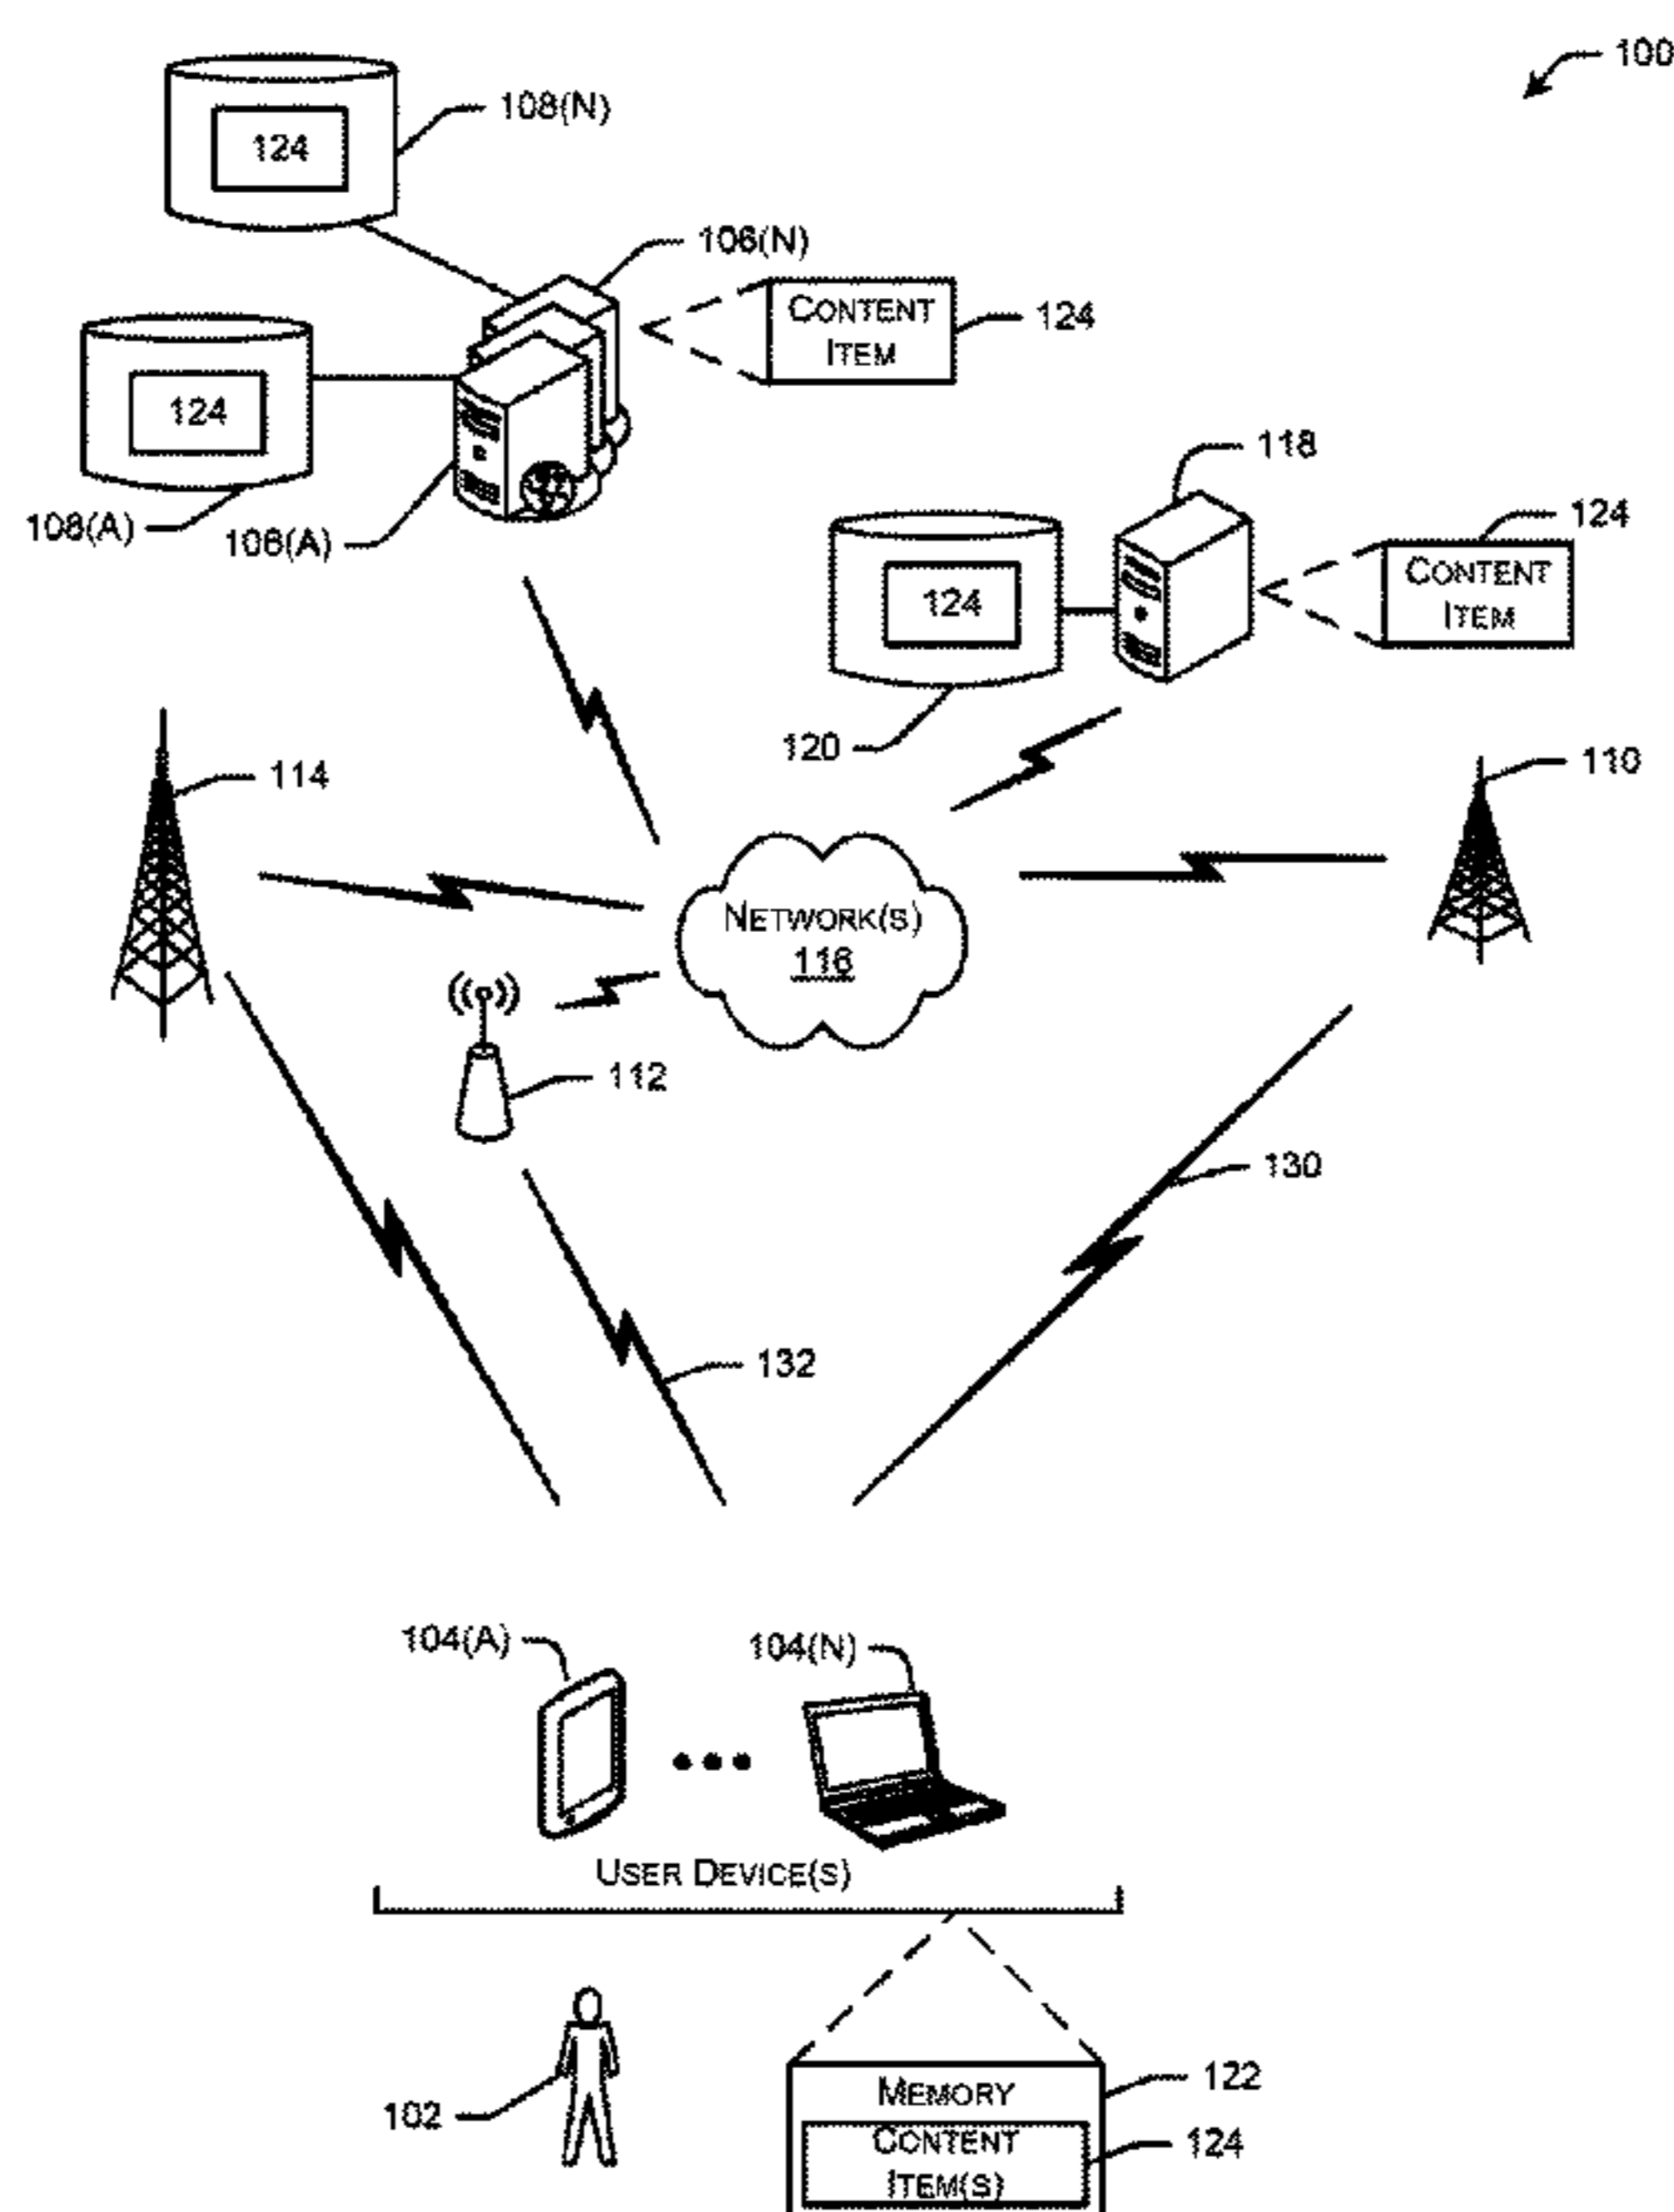 100
108(N)
124
106(N)
CONTENT
ITEM
124
124
108(A)
106(A)
118
124
CONTENT
ITEM
124
120
114
110
NETWORK(S)
116
112
130
132
104(A)
104(N)
USER DEVICE(S)
102
MEMORY
122
CONTENT
ITEM(S)
124